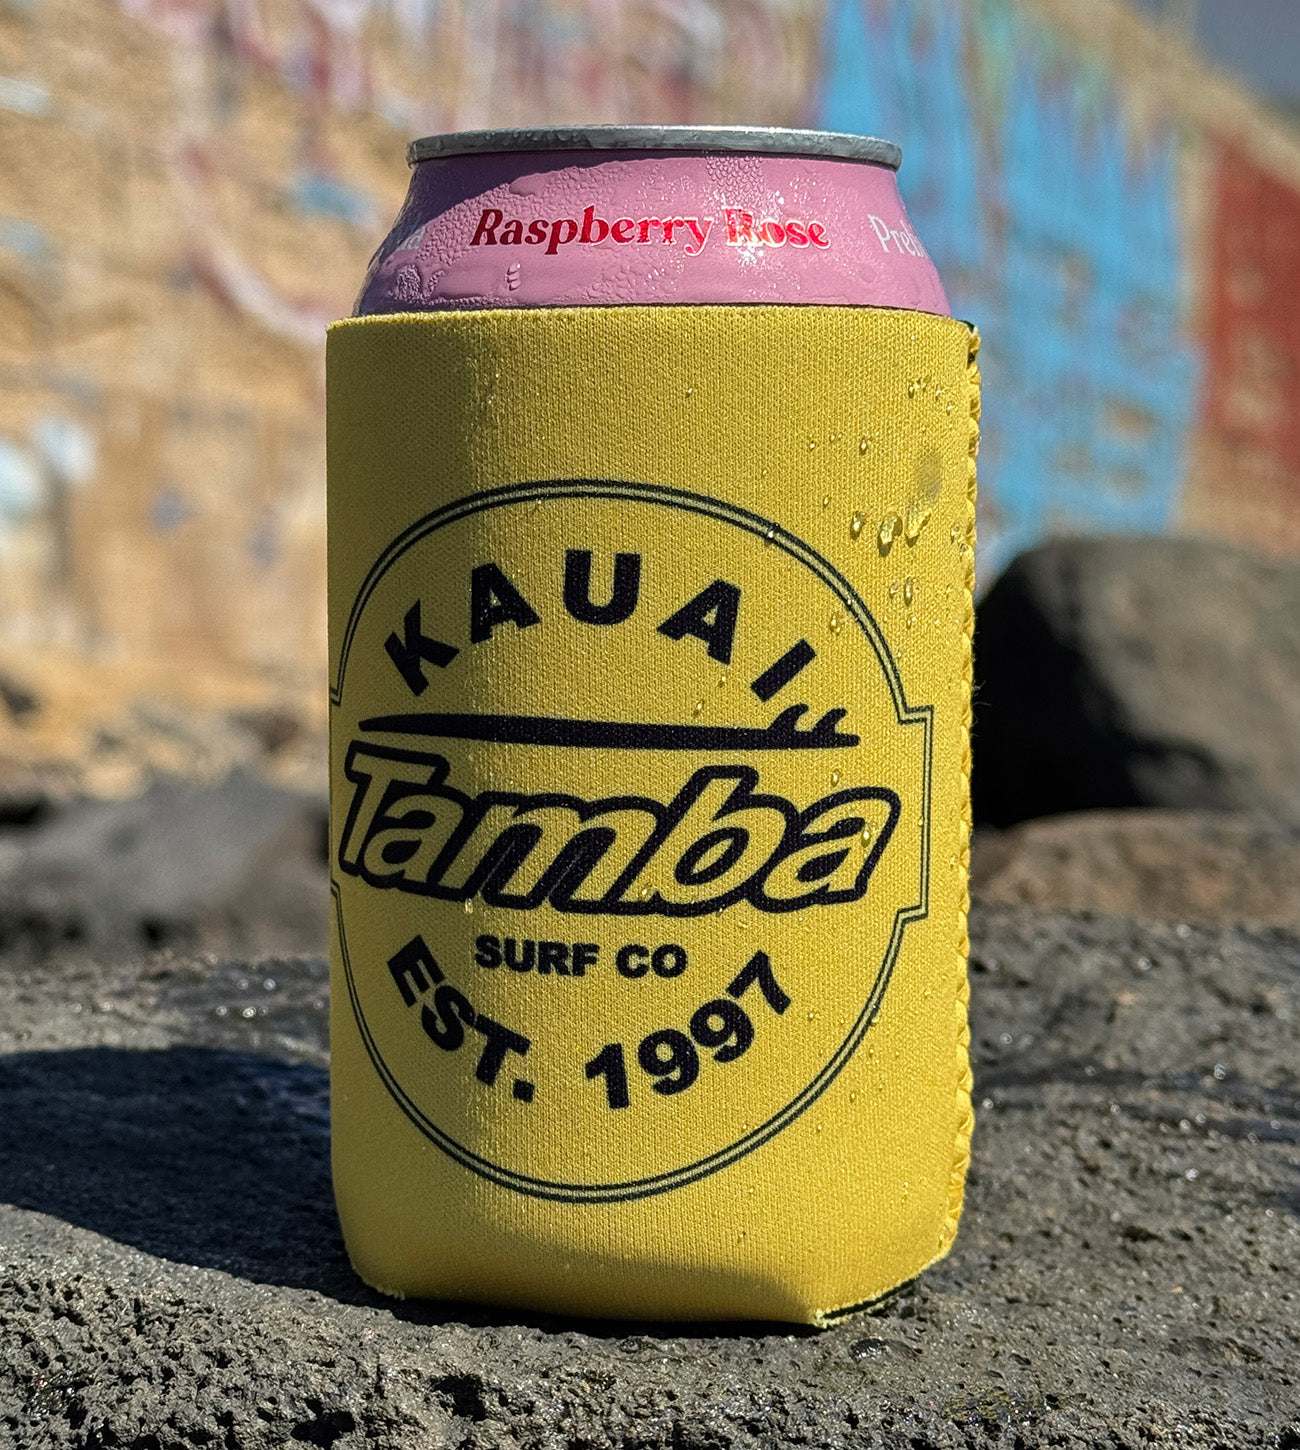 Raspberry Rose
KAUAI
Tamba
SURF CO
EST. 1997